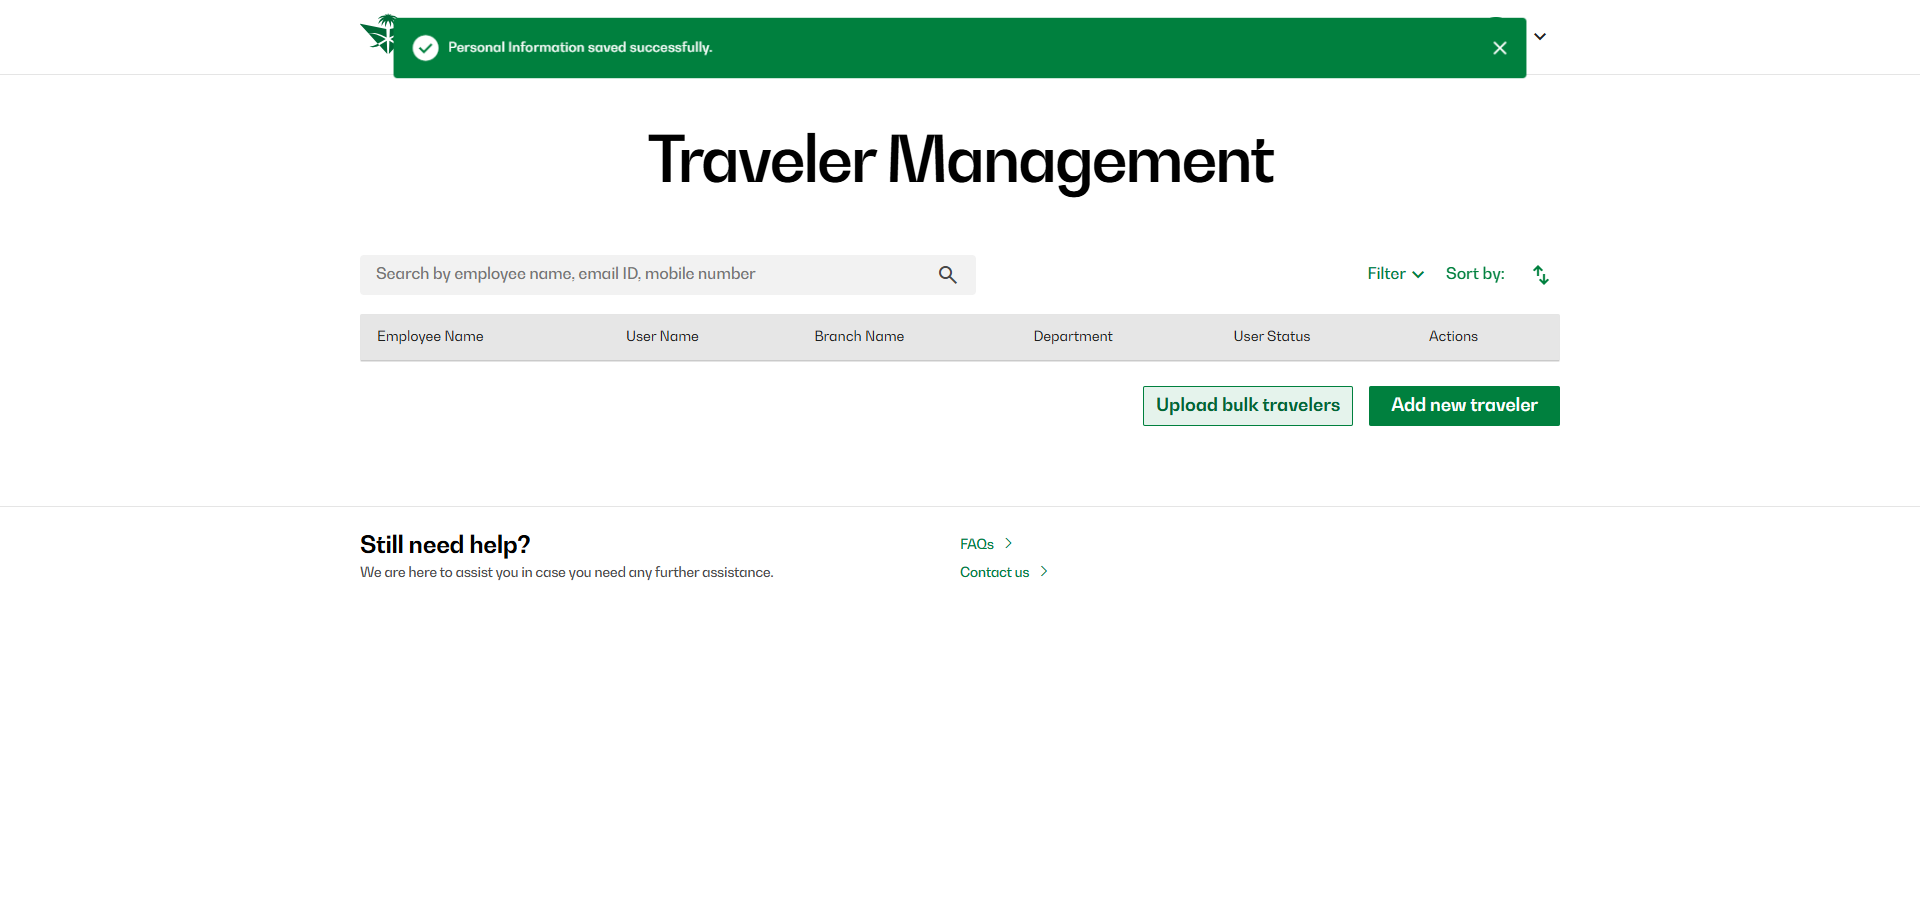 Personal Information saved successfully.
Traveler Management
Search by employee name, email ID, mobile number
Filter
Sort by:
Employee Name
User Name
Branch Name
Department
User Status
Actions
Upload bulk travelers
Add new traveler
Still need help?
FAQs
We are here to assist you in case you need any further assistance.
Contact us